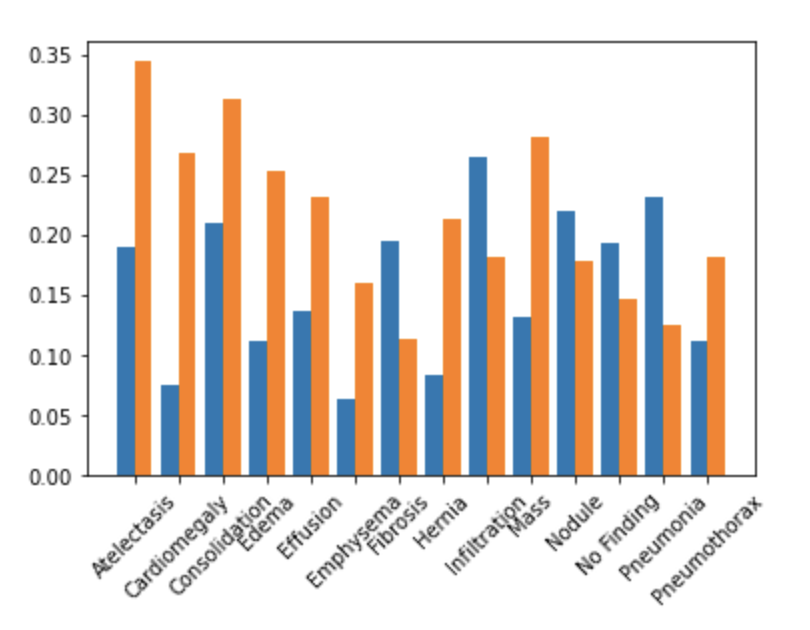 0.35
0.30
0.25
0.20
0.15
0.10
0.05
0.00
Atelectasis
Cardiomegaly
Consolidation
Edema
Effusion
Emphysema
Fibrosis
Hernia
Infiltration
Mass
Nodule
No Finding
Pneumonia
Pneumothorax